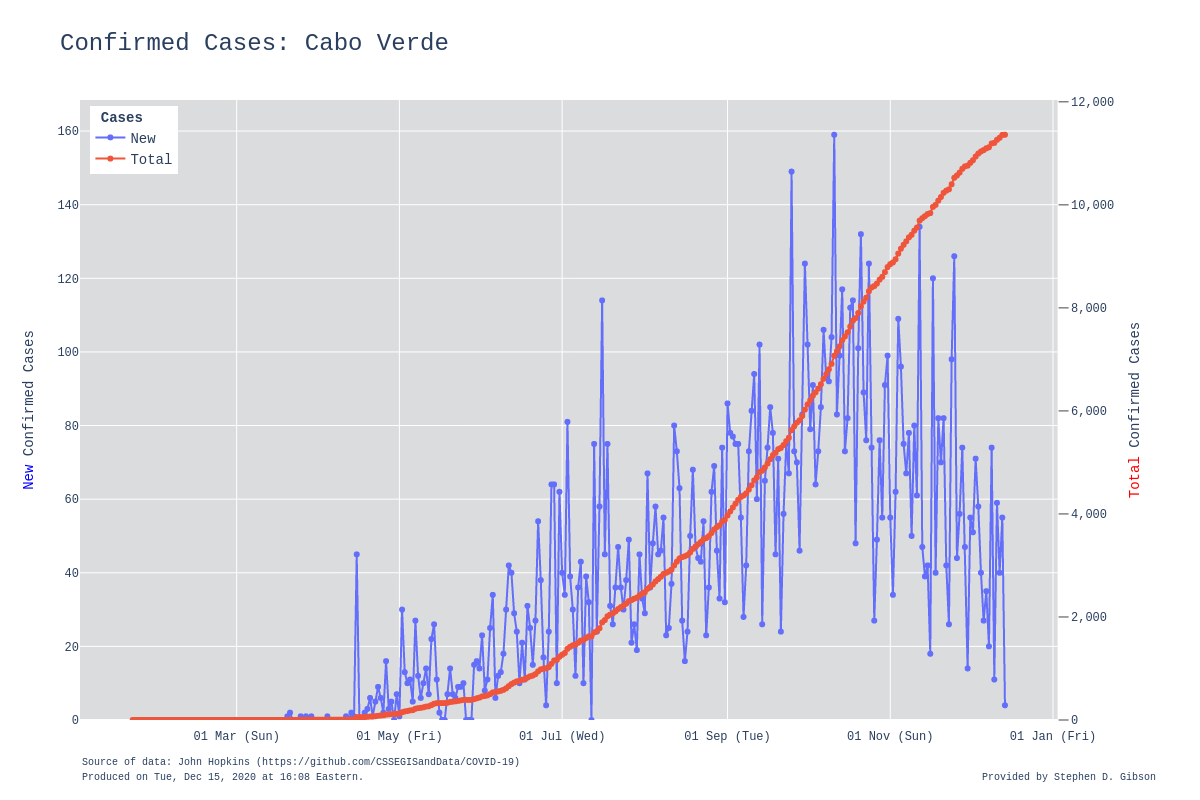 Confirmed Cases: Cabo Verde
Cases
New
Total
160
140
120
100
80
60
40
20
0
12,000
10,000
8,000
6,000
4,000
2,000
0
New Confirmed Cases
Total Confirmed Cases
01 Mar (Sun)
01 May (Fri)
01 Jul (Wed)
01 Sep (Tue)
01 Nov (Sun)
01 Jan (Fri)
Source of data: John Hopkins (https://github.com/CSSEGISandData/COVID-19)
Produced on Tue, Dec 15, 2020 at 16:08 Eastern.
Provided by Stephen D. Gibson